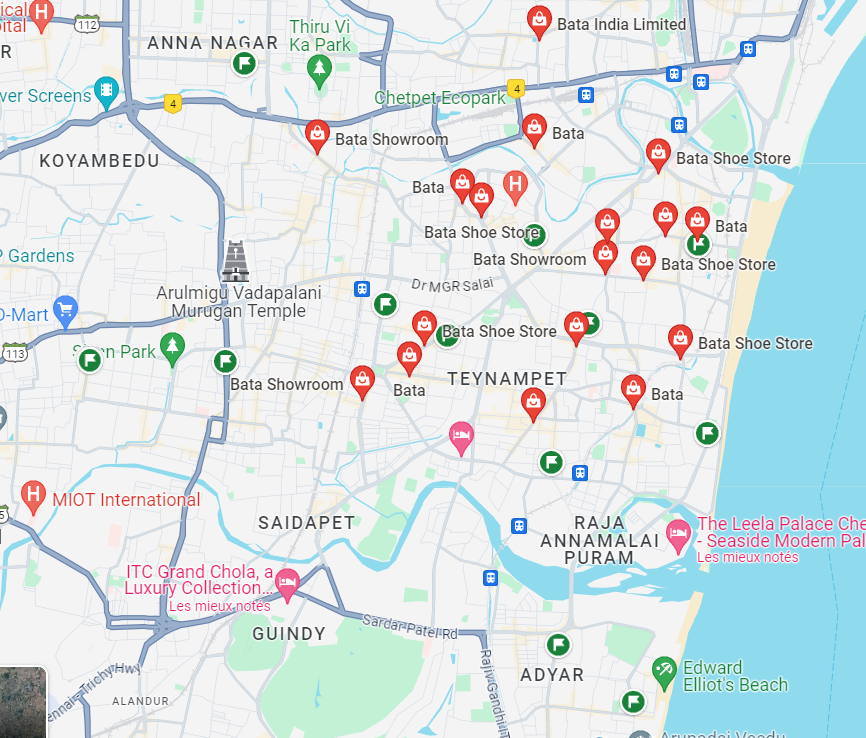 ical
pital
112
Thiru Vi
Ka Park
Bata India Limited
ANNA NAGAR
R
ver Screens
4
Chetpet Ecopark
4
KOYAMBEDU
Bata Showroom
Bata
Bata Shoe Store
Bata
Bata Shoe Store
Bata
Bata Showroom
Bata Shoe Store
P Gardens
Arulmigu Vadapalani
Murugan Temple
Dr MGR Salai
D-Mart
113
Park
Bata Shoe Store
Bata Shoe Store
Bata Showroom
Bata
TEYNAMPET
Bata
H
MIOT International
SAIDAPET
RAJA
ANNAMALAI
PURAM
The Leela Palace Che
- Seaside Modern Pal
Les mieux notés
ITC Grand Chola, a
Luxury Collection...
Les mieux notés
GUINDY
Sardar Patel Rd
Rajiv Gandhi
ADYAR
Edward
Elliot's Beach
ennai - Trichy Hwy
ALANDUR
Arupadai Veedu